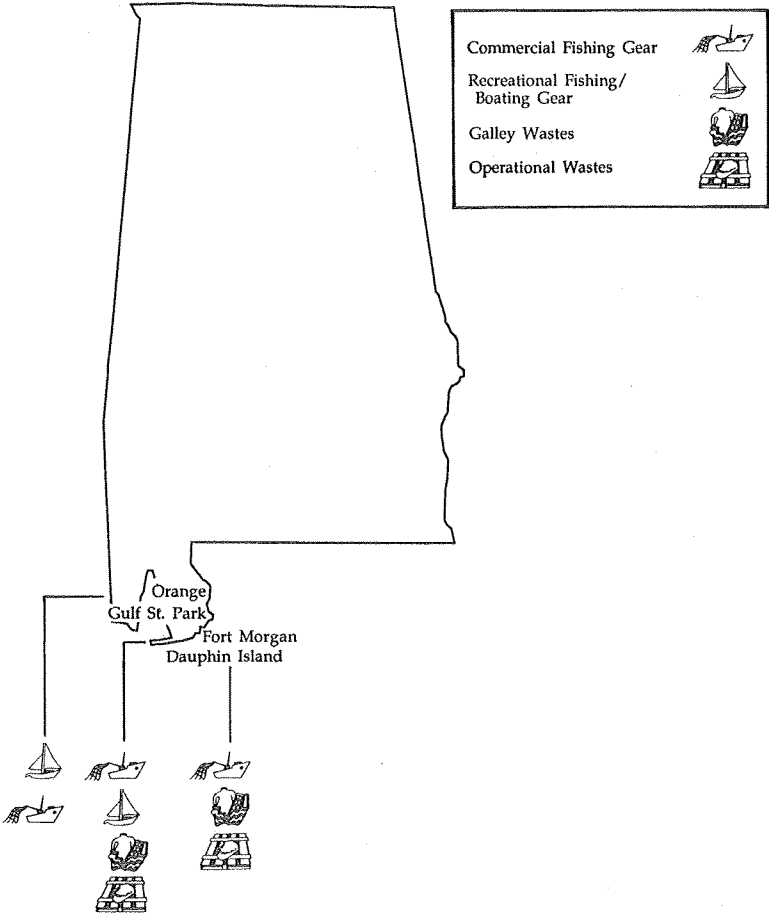 Commercial Fishing Gear
Recreational Fishing/
Boating Gear
Galley Wastes
Operational Wastes
Orange
Gulf St. Park
Fort Morgan
Dauphin Island